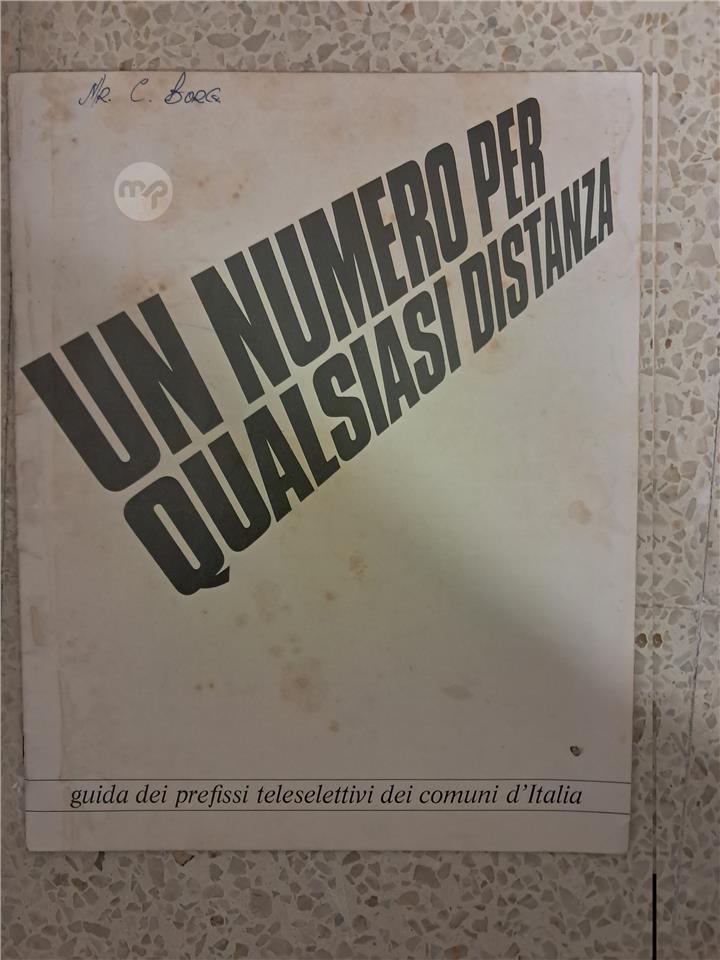 Mr. C. Borg.
mp
UN NUMERO PER
QUALSIASI DISTANZA
guida dei prefissi teleselettivi dei comuni d'Italia